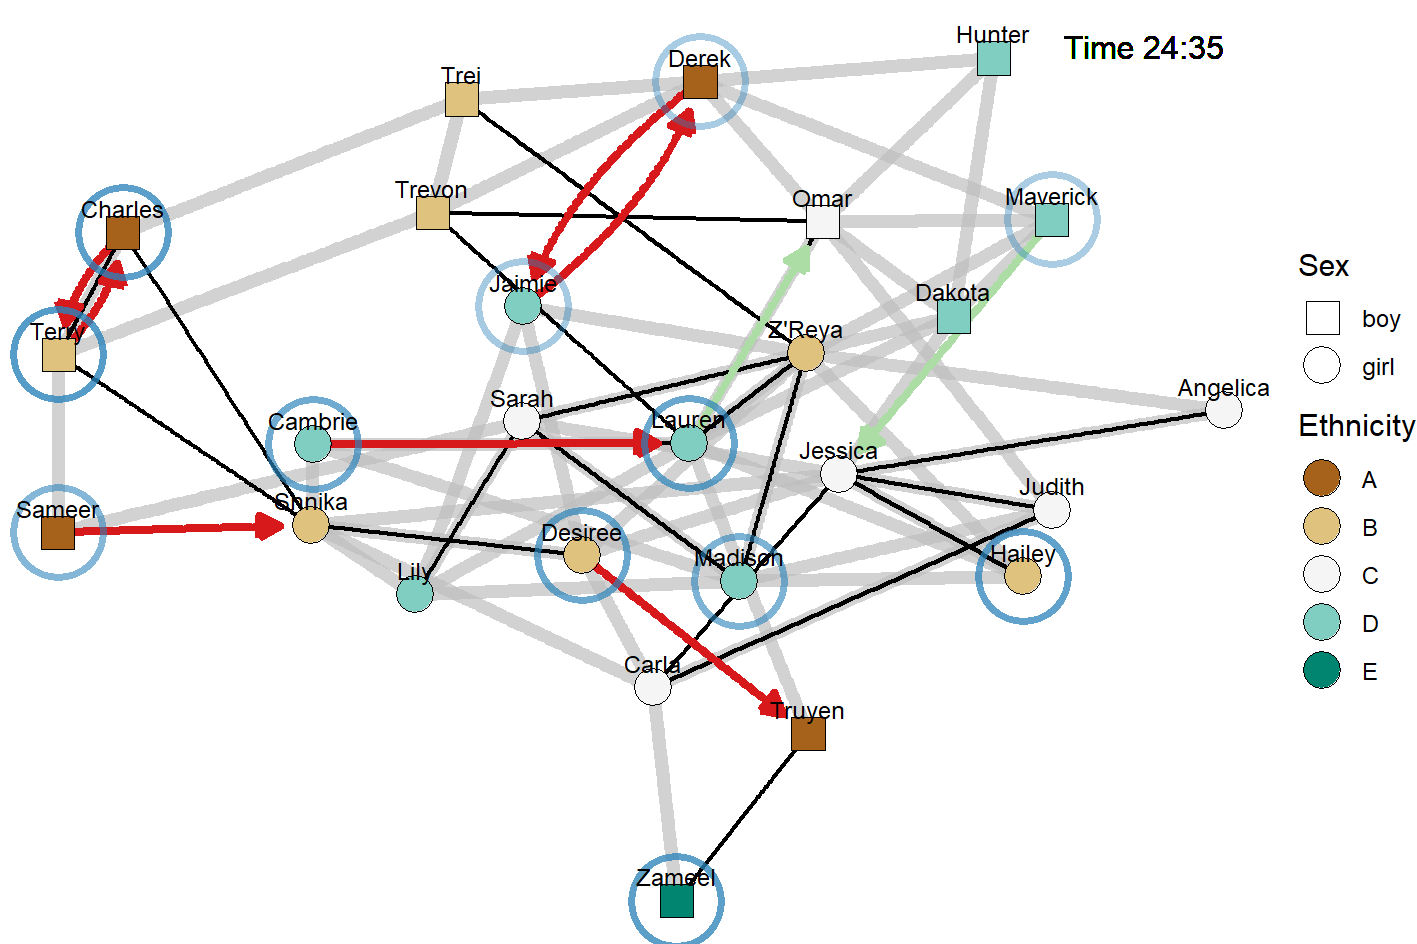 Hunter
Time 24:35
Derek
Trei
Trevon
Omar
Maverick
Charles
Jaimie
Dakota
Terry
Z'Reya
Sex
boy
girl
Angelica
Sarah
Cambrie
Lauren
Jessica
Ethnicity
A
B
C
D
E
Judith
Sameer
Shnika
Desiree
Madison
Hailey
Lily
Carla
Truyen
Zameel